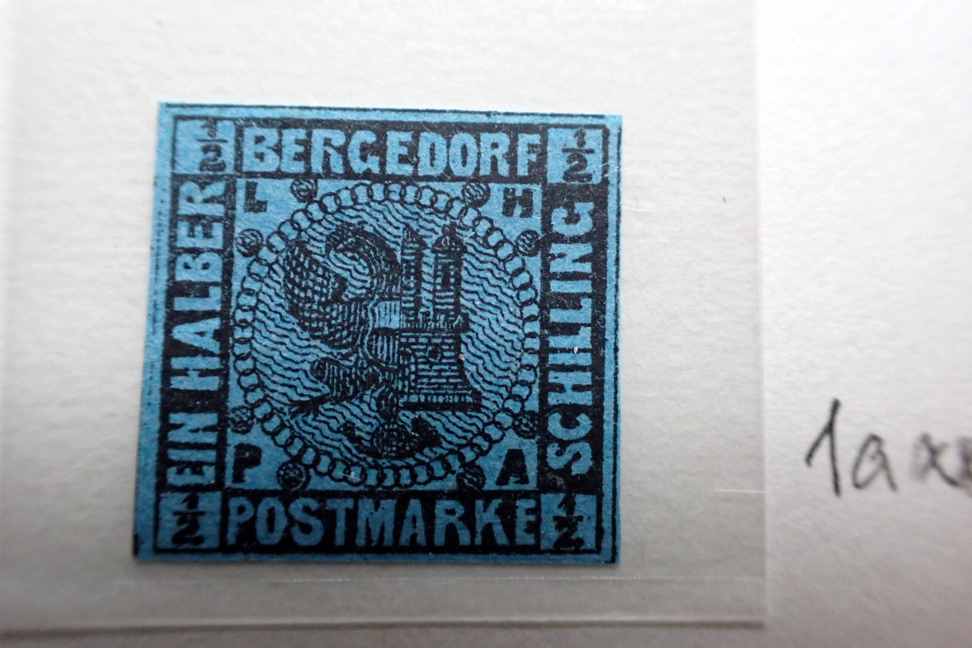 1/2 BERGEDORF 1/2
L H
EIN HALBER
SCHILLING
P A
1/2 POSTMARKE 1/2